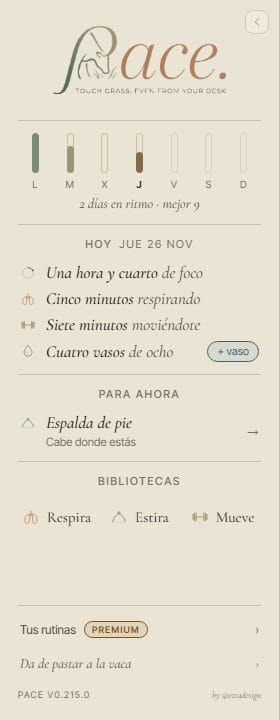 Pace.
TOUCH GRASS. EVEN FROM YOUR DESK
L M X J V S D
2 días en ritmo · mejor 9
HOY JUE 26 NOV
Una hora y cuarto de foco
Cinco minutos respirando
Siete minutos moviéndote
Cuatro vasos de ocho + vaso
PARA AHORA
Espalda de pie →
Cabe donde estás
BIBLIOTECAS
Respira Estira Mueve
Tus rutinas PREMIUM ›
Da de pastar a la vaca ›
PACE V0.215.0 by @ezradesign